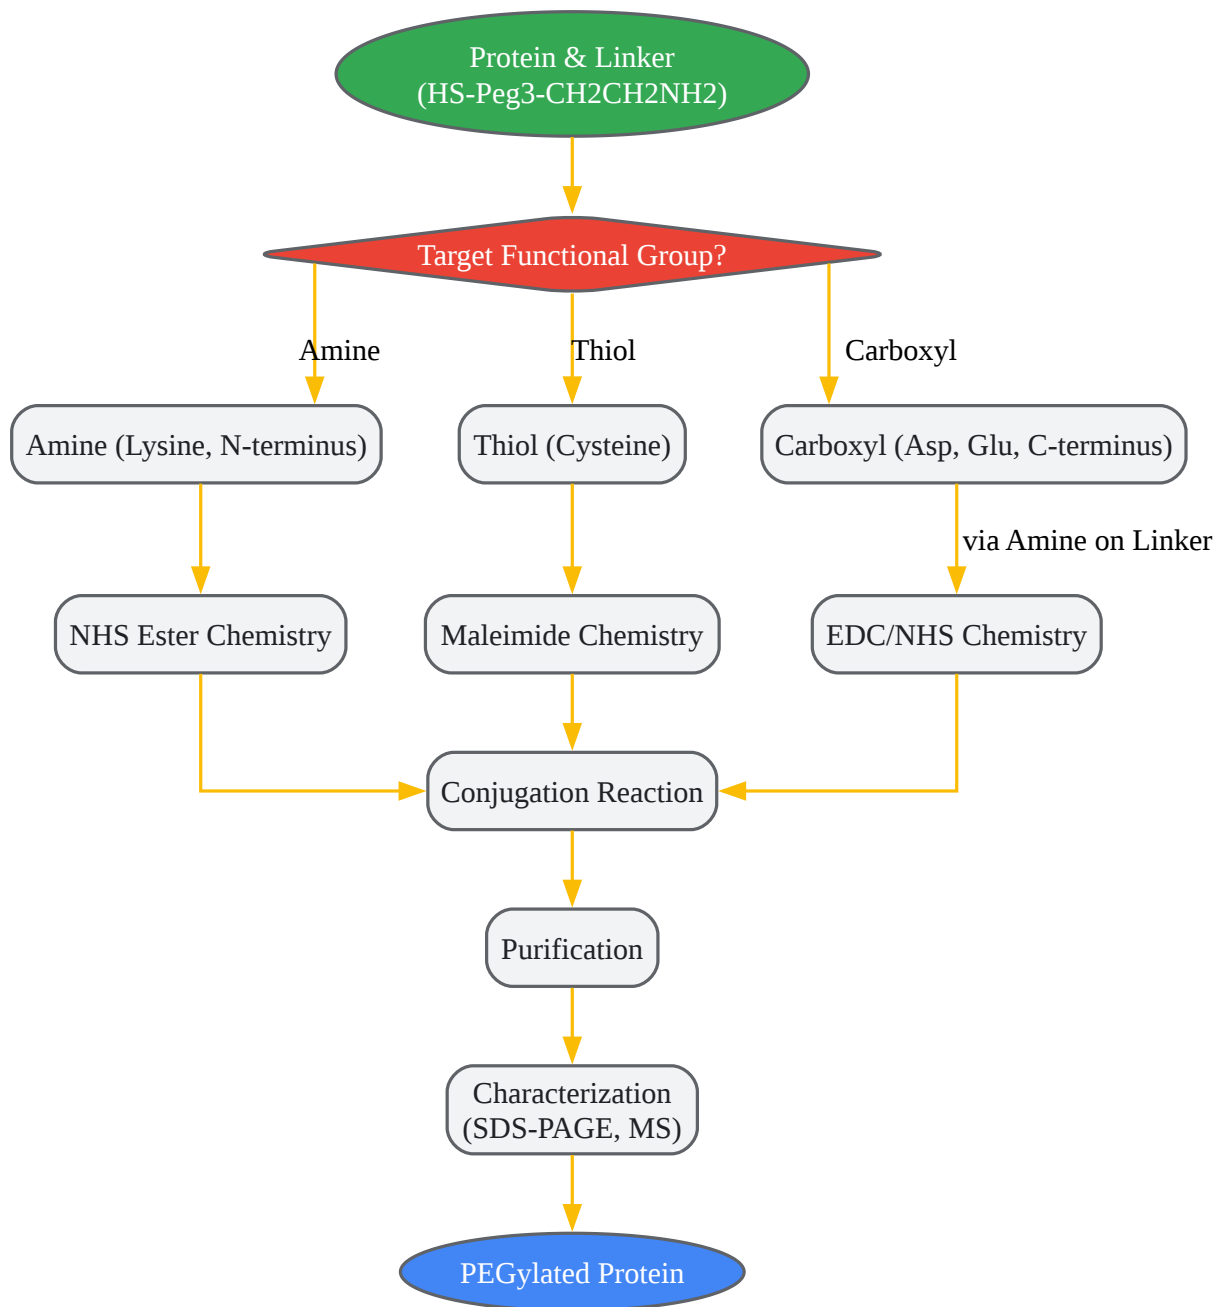 Protein & Linker
(HS-Peg3-CH2CH2NH2)
Target Functional Group?
Amine
Thiol
Carboxyl
Amine (Lysine, N-terminus)
Thiol (Cysteine)
Carboxyl (Asp, Glu, C-terminus)
via Amine on Linker
NHS Ester Chemistry
Maleimide Chemistry
EDC/NHS Chemistry
Conjugation Reaction
Purification
Characterization
(SDS-PAGE, MS)
PEGylated Protein